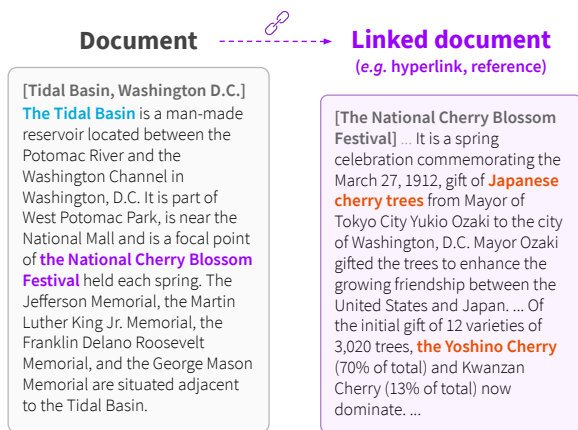 Document
[Tidal Basin, Washington D.C.]
The Tidal Basin is a man-made
reservoir located between the
Potomac River and the
Washington Channel in
Washington, D.C. It is part of
West Potomac Park, is near the
National Mall and is a focal point
of the National Cherry Blossom
Festival held each spring. The
Jefferson Memorial, the Martin
Luther King Jr. Memorial, the
Franklin Delano Roosevelt
Memorial, and the George Mason
Memorial are situated adjacent
to the Tidal Basin.
Linked document
(e.g. hyperlink, reference)
[The National Cherry Blossom
Festival] ... It is a spring
celebration commemorating the
March 27, 1912, gift of Japanese
cherry trees from Mayor of
Tokyo City Yukio Ozaki to the city
of Washington, D.C. Mayor Ozaki
gifted the trees to enhance the
growing friendship between the
United States and Japan. ... Of
the initial gift of 12 varieties of
3,020 trees, the Yoshino Cherry
(70% of total) and Kwanzan
Cherry (13% of total) now
dominate. ...